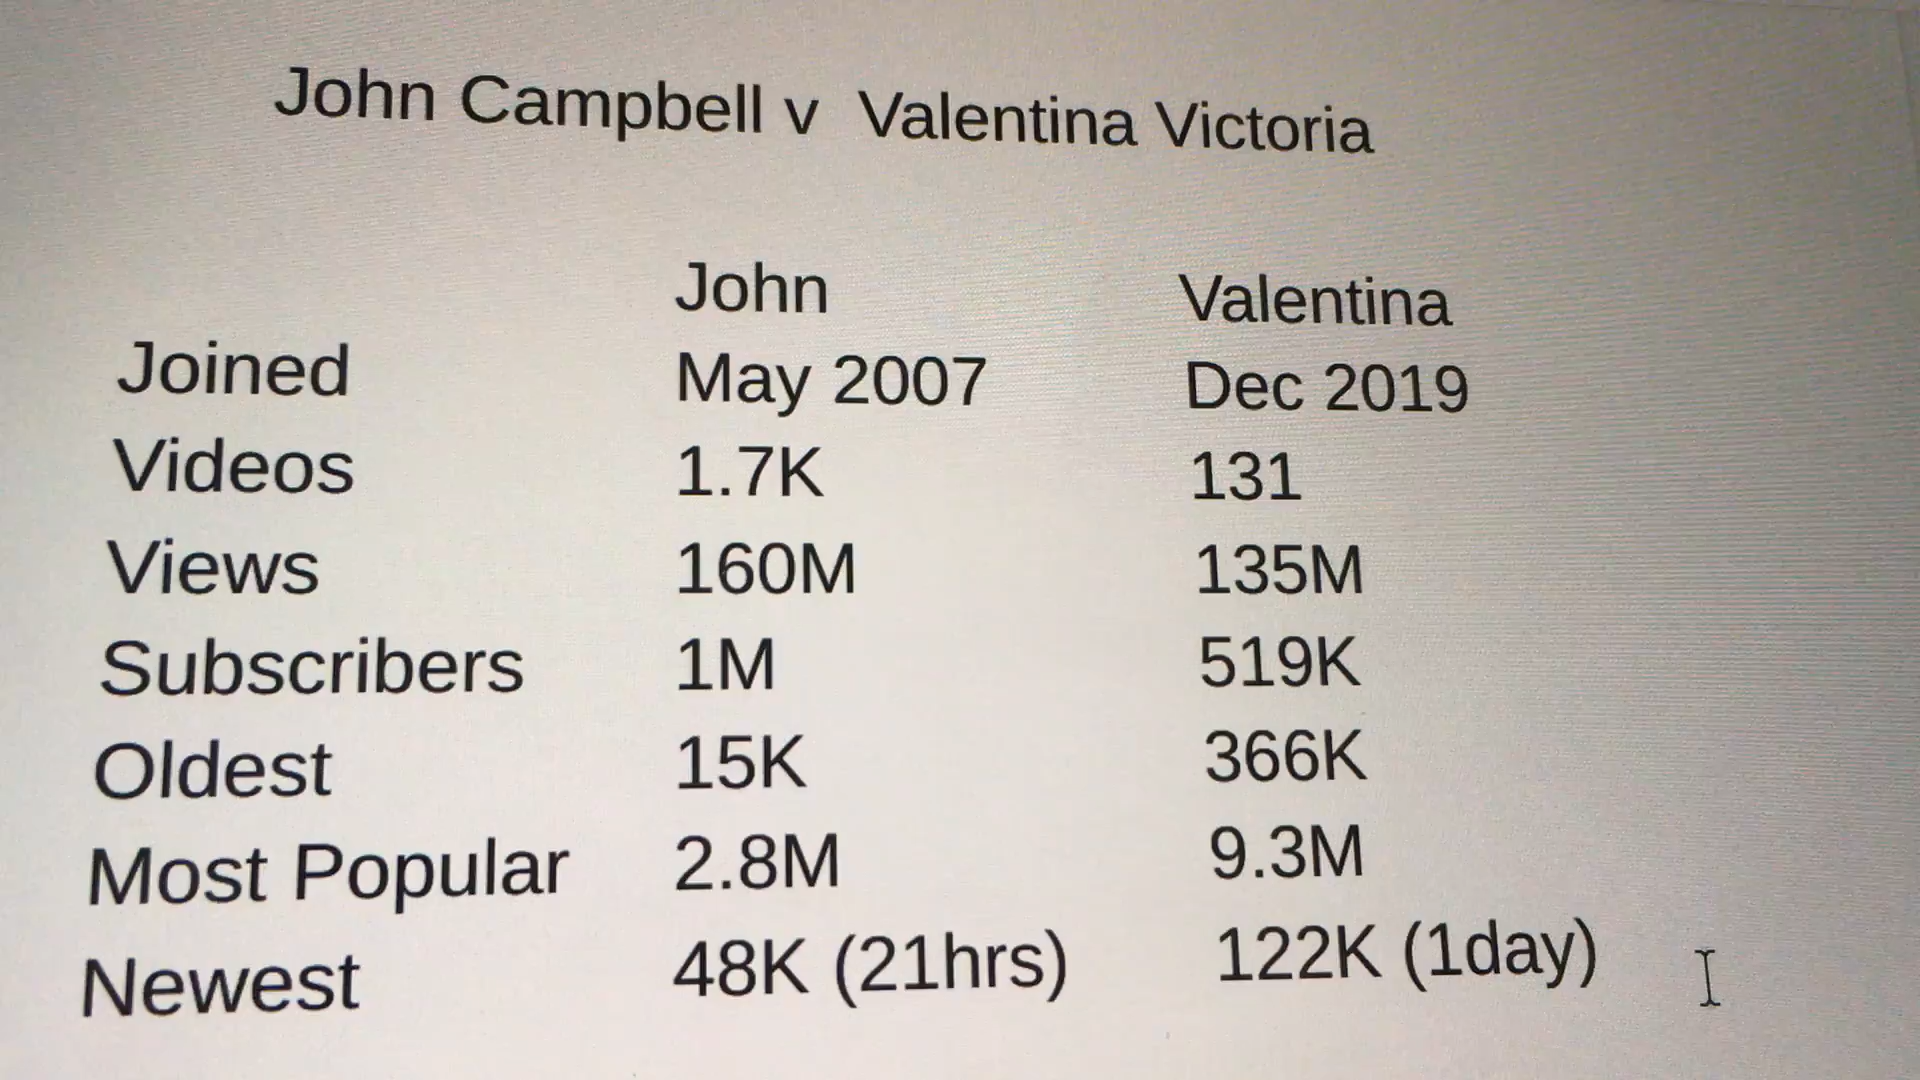 John Campbell v Valentina Victoria
John Valentina
Joined May 2007 Dec 2019
Videos 1.7K 131
Views 160M 135M
Subscribers 1M 519K
Oldest 15K 366K
Most Popular 2.8M 9.3M
Newest 48K (21hrs) 122K (1day)